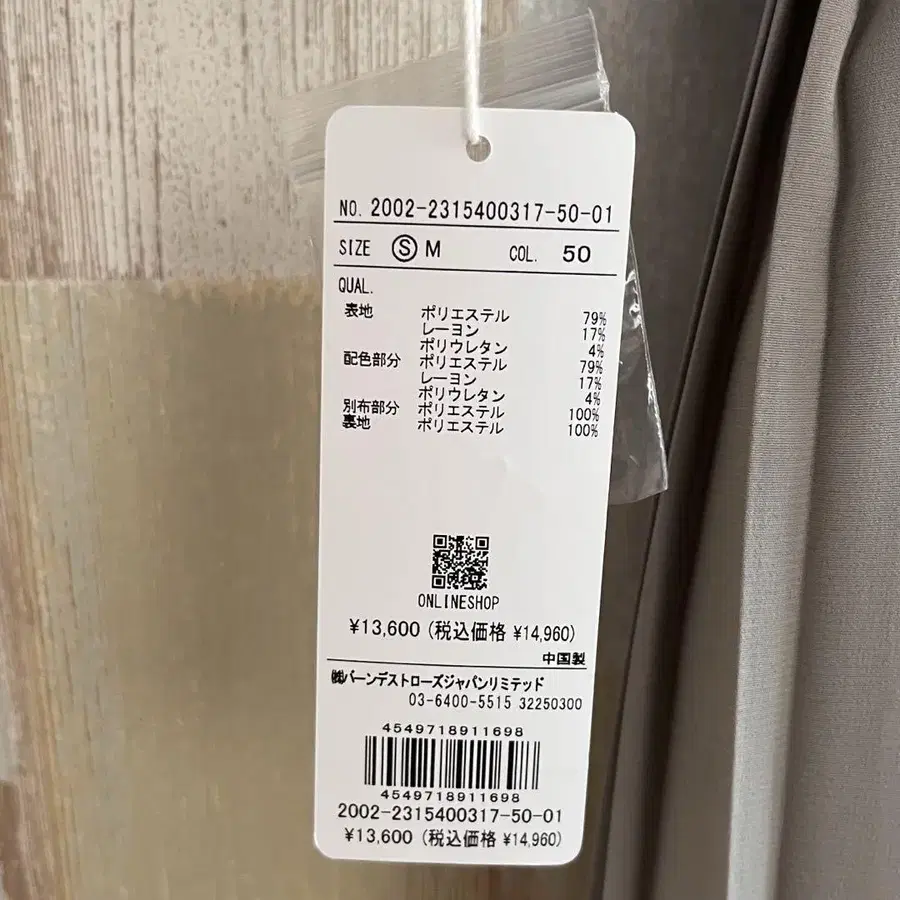 NO. 2002-2315400317-50-01
SIZE Ⓢ M COL. 50
QUAL.
表地 ポリエステル 79%
レーヨン 17%
ポリウレタン 4%
配色部分 ポリエステル 79%
レーヨン 17%
ポリウレタン 4%
別布部分 ポリエステル 100%
裏地 ポリエステル 100%
ONLINESHOP
¥13,600 (税込価格 ¥14,960)
中国製
㈱バーンデストローズジャパンリミテッド
03-6400-5515 32250300
4549718911698
4549718911698
2002-2315400317-50-01
¥13,600 (税込価格 ¥14,960)